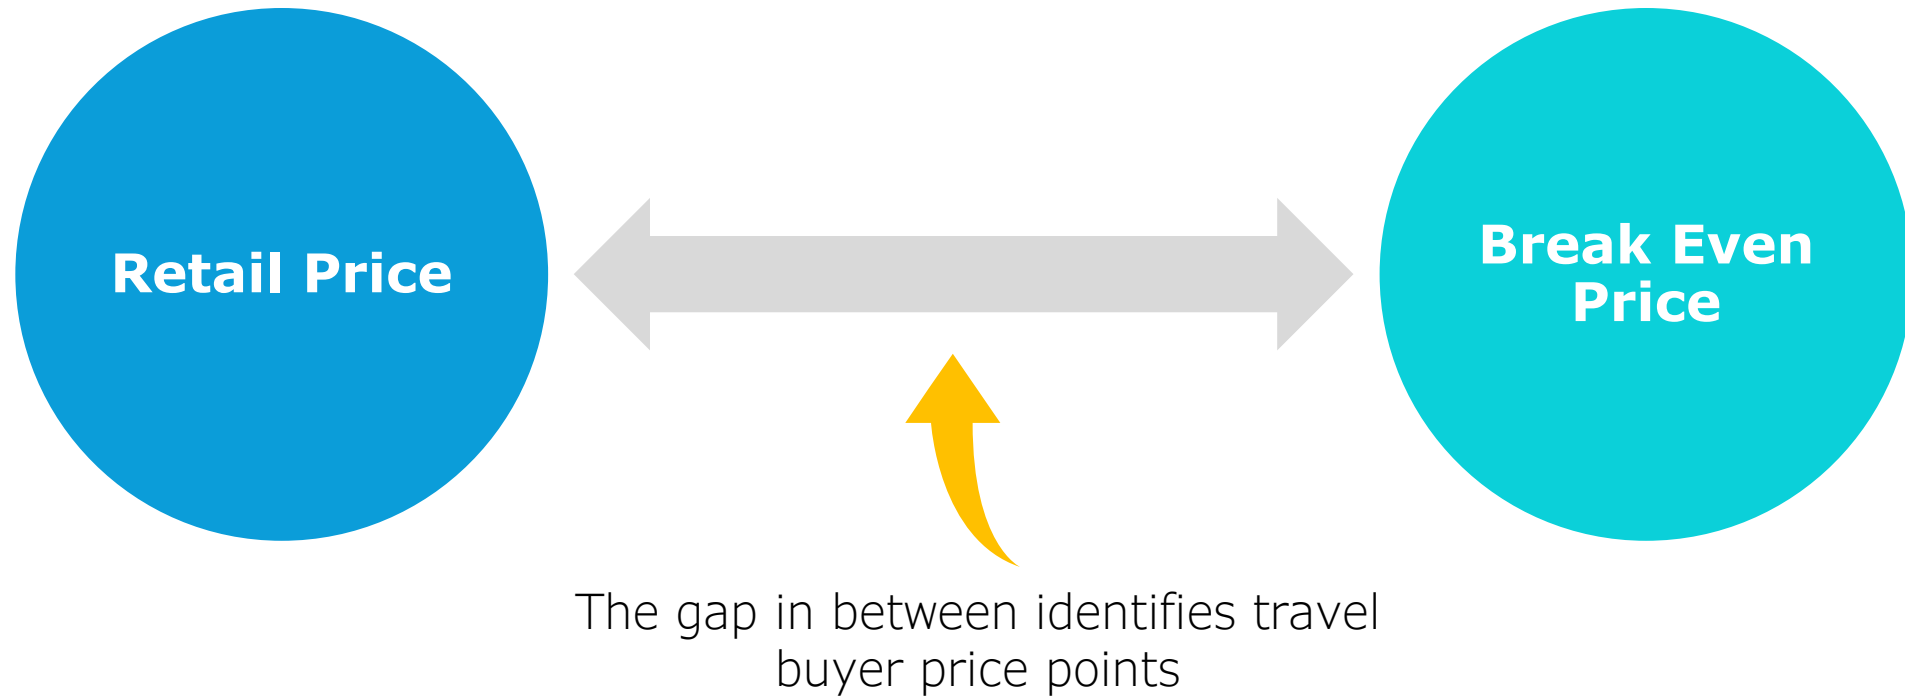 Retail Price
Break Even
Price
The gap in between identifies travel
buyer price points